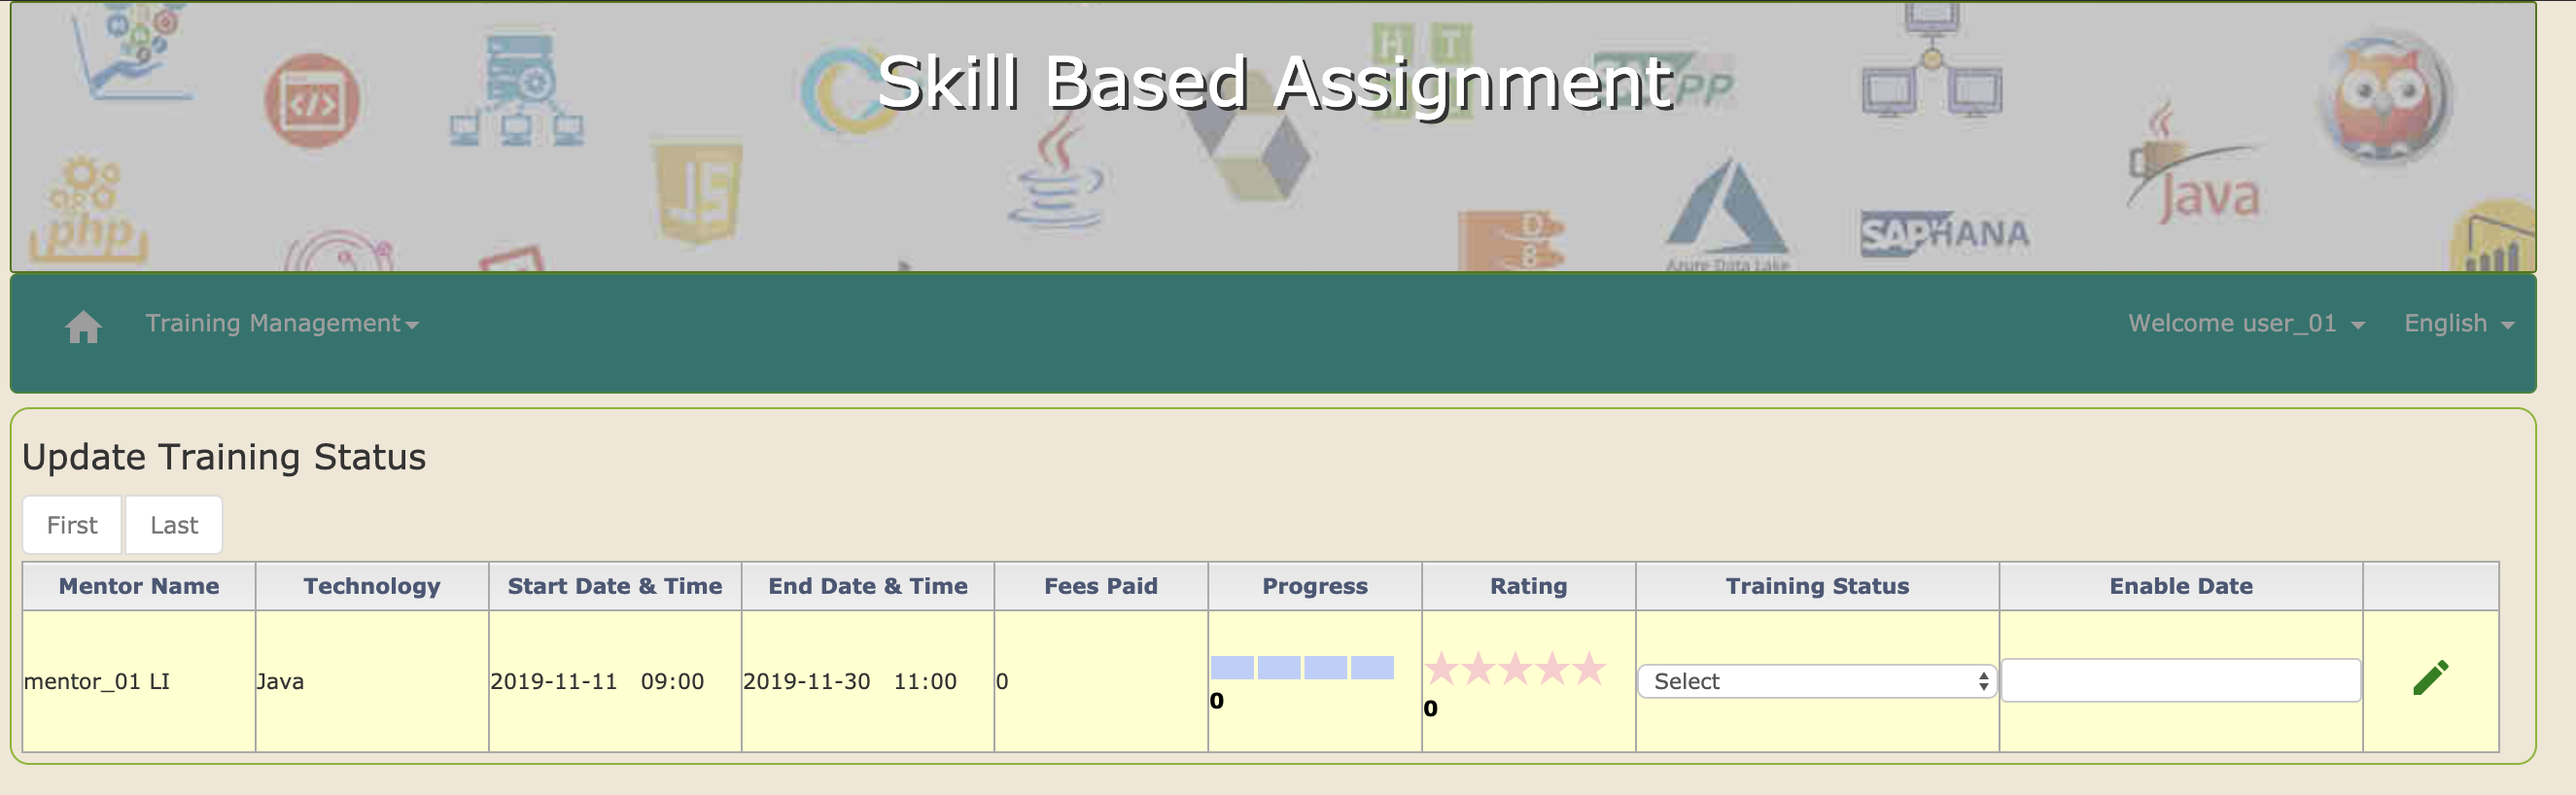 Skill Based Assignment
H T
</>
JS
php
Java
D
8
SAP HANA
Azure Data Lake
Training Management
Welcome user_01
English
Update Training Status
First Last
Mentor Name Technology Start Date & Time End Date & Time Fees Paid Progress Rating Training Status Enable Date
mentor_01 LI Java 2019-11-11 09:00 2019-11-30 11:00 0 0 0 Select